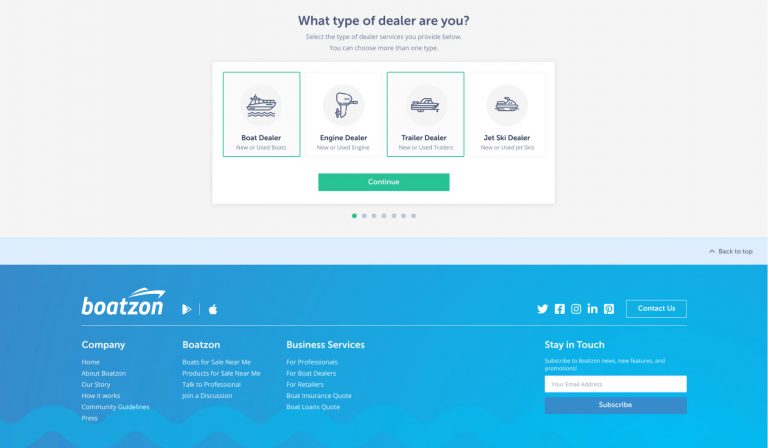 What type of dealer are you?
Select the type of dealer services you provide below.
You can choose more than one type.
Boat Dealer
New or Used Boats
Engine Dealer
New or Used Engine
Trailer Dealer
New or Used Trailers
Jet Ski Dealer
New or Used Jet Skis
Continue
Back to top
boatzon
Contact Us
Company
Home
About Boatzon
Our Story
How it works
Community Guidelines
Press
Boatzon
Boats for Sale Near Me
Products for Sale Near Me
Talk to Professional
Join a Discussion
Business Services
For Professionals
For Boat Dealers
For Retailers
Boat Insurance Quote
Boat Loans Quote
Stay in Touch
Subscribe to Boatzon news, new features, and
promotions!
Your Email Address
Subscribe